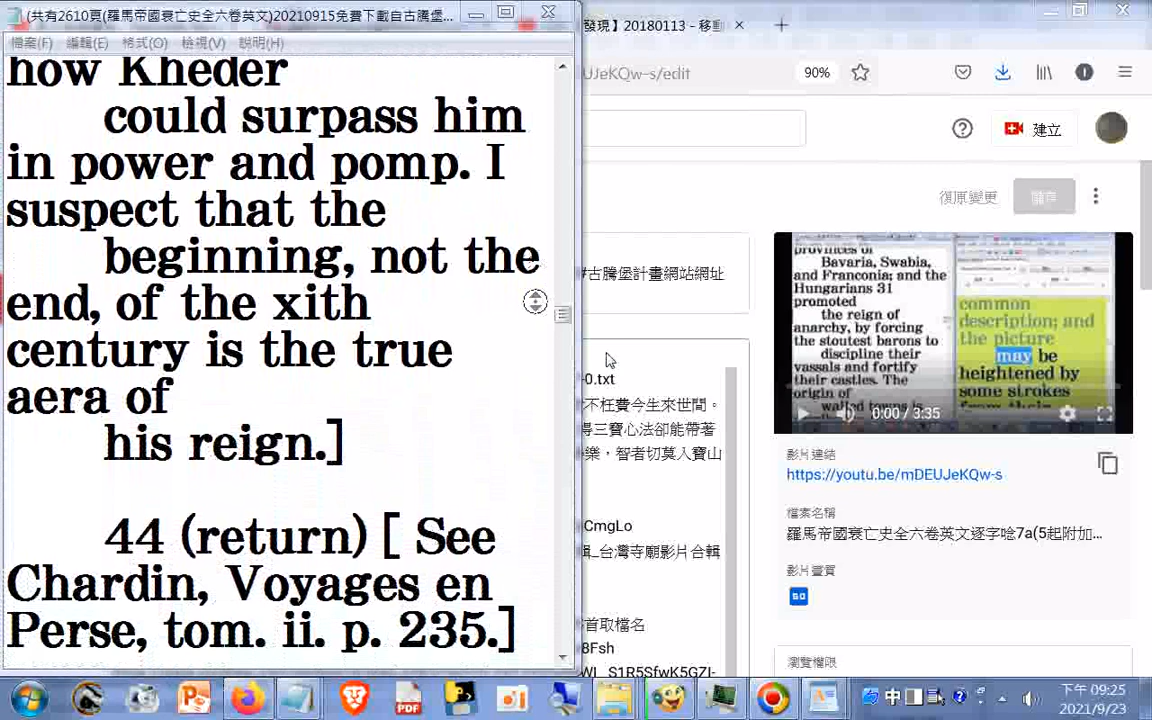 (共有2610頁(羅馬帝國衰亡史全六卷英文)20210915免費下載自古騰堡...
檔案(F) 編輯(E) 格式(O) 檢視(V) 說明(H)
how Kheder
could surpass him
in power and pomp. I
suspect that the
beginning, not the
end, of the xith
century is the true
aera of
his reign.]
44 (return) [ See
Chardin, Voyages en
Perse, tom. ii. p. 235.]
發現】20180113 - 移動
UJeKQw-s/edit
90%
建立
復原變更
儲存
#古騰堡計畫網站網址
-0.txt
不枉費今生來世間。
得三寶心法卻能帶著
樂，智者切莫入寶山
CmgLo
輯_台灣寺廟影片合輯
首取檔名
8Fsh
WI_S1R5SfwK5GZI-
provinces of
Bavaria, Swabia,
and Franconia; and the
Hungarians 31
promoted
the reign of
anarchy, by forcing
the stoutest barons to
discipline their
vassals and fortify
their castles. The
origin of
walled towns is
common
description; and
the picture
may be
heightened by
some strokes
0:00 / 3:35
影片連結
https://youtu.be/mDEUJeKQw-s
檔案名稱
羅馬帝國衰亡史全六卷英文逐字唸7a(5起附加...
影片畫質
SD
瀏覽權限
中
下午 09:25
2021/9/23